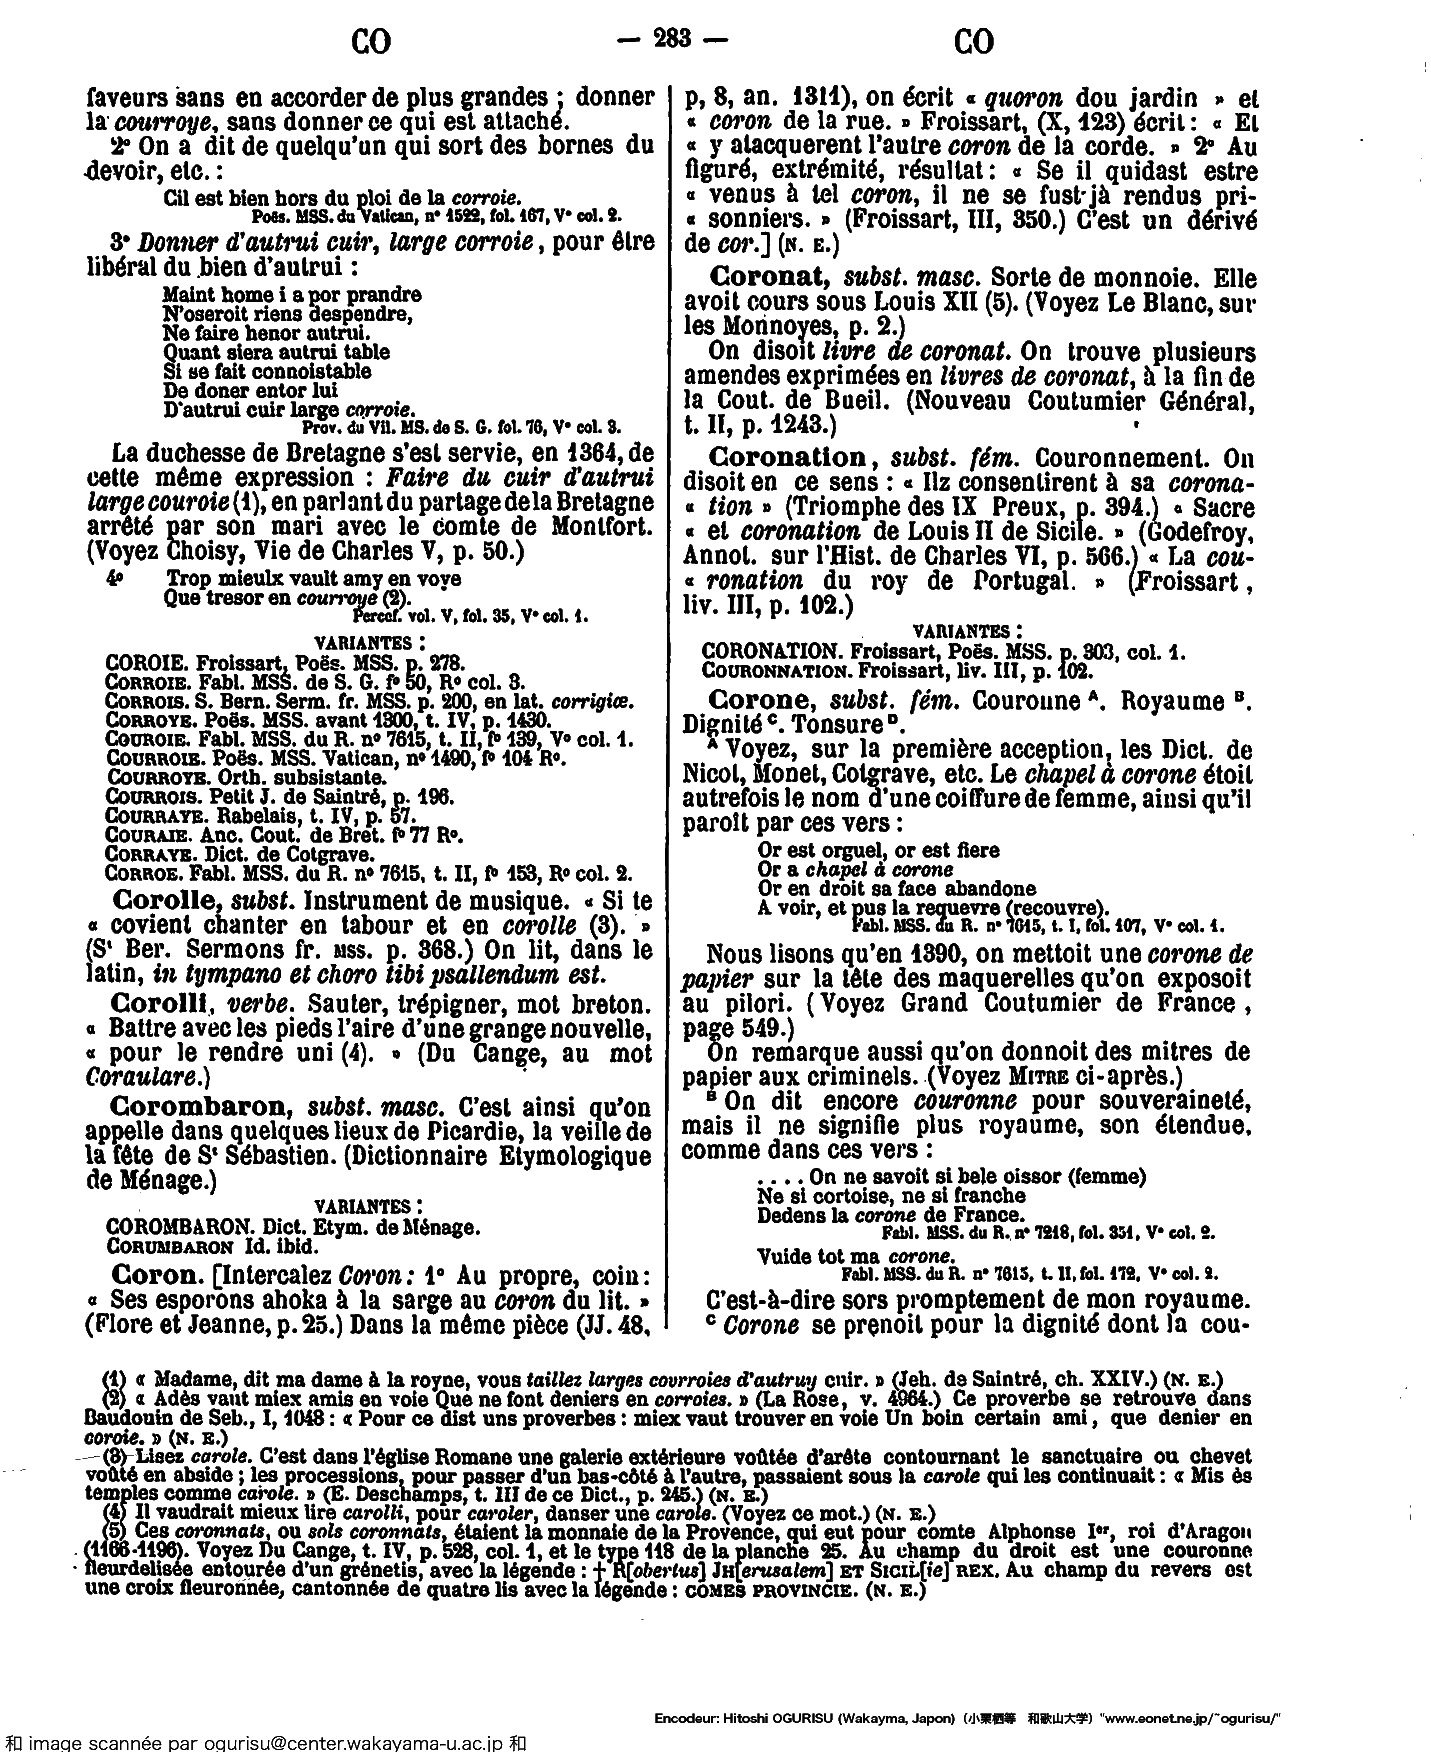 CO — 283 — CO
faveurs sans en accorder de plus grandes ; donner
la courroye, sans donner ce qui est attaché.
2° On a dit de quelqu'un qui sort des bornes du
devoir, etc. :
Cil est bien hors du ploi de la corroie.
Poës. MSS. du Vatican, n° 1522, fol. 167, V° col. 2.
3° Donner d'autrui cuir, large corroie, pour être
libéral du bien d'autrui :
Maint home i a por prandre
N'oseroit riens despendre,
Ne faire henor autrui.
Quant siera autrui table
Si se fait connoistable
De doner entor lui
D'autrui cuir large corroie.
Prov. du Vil. MS. de S. G. fol. 76, V° col. 3.
La duchesse de Bretagne s'est servie, en 1364, de
cette même expression : Faire du cuir d'autrui
large couroie (1), en parlant du partage de la Bretagne
arrêté par son mari avec le comte de Montfort.
(Voyez Choisy, Vie de Charles V, p. 50.)
4° Trop mieulx vault amy en voye
Que tresor en courroye (2).
Percef. vol. V, fol. 35, V° col. 1.
VARIANTES :
COROIE. Froissart, Poës. MSS. p. 278.
CORROIE. Fabl. MSS. de S. G. f° 50, R° col. 3.
CORROIS. S. Bern. Serm. fr. MSS. p. 200, en lat. corrigiæ.
CORROYE. Poës. MSS. avant 1300, t. IV, p. 1430.
COUROIE. Fabl. MSS. du R. n° 7615, t. II, f° 139, V° col. 1.
COURROIE. Poës. MSS. Vatican, n° 1490, f° 104 R°.
COURROYE. Orth. subsistante.
COURROIS. Petit J. de Saintré, p. 196.
COURRAYE. Rabelais, t. IV, p. 57.
COURAIE. Anc. Cout. de Bret. f° 77 R°.
CORRAYE. Dict. de Cotgrave.
CORROE. Fabl. MSS. du R. n° 7615, t. II, f° 153, R° col. 2.
Corolle, subst. Instrument de musique. « Si te
« covient chanter en tabour et en corolle (3). »
(St Ber. Sermons fr. MSS. p. 368.) On lit, dans le
latin, in tympano et choro tibi psallendum est.
Corolli, verbe. Sauter, trépigner, mot breton.
« Battre avec les pieds l'aire d'une grange nouvelle,
« pour le rendre uni (4). » (Du Cange, au mot
Coraulare.)
Corombaron, subst. masc. C'est ainsi qu'on
appelle dans quelques lieux de Picardie, la veille de
la fête de St Sébastien. (Dictionnaire Etymologique
de Ménage.)
VARIANTES :
COROMBARON. Dict. Etym. de Ménage.
CORUMBARON Id. ibid.
Coron. [Intercalez Coron : 1° Au propre, coin :
« Ses esporons ahoka à la sarge au coron du lit. »
(Flore et Jeanne, p. 25.) Dans la même pièce (JJ. 48,
p, 8, an. 1311), on écrit « quoron dou jardin » et
« coron de la rue. » Froissart, (X, 123) écrit : « Et
« y atacquerent l'autre coron de la corde. » 2° Au
figuré, extrémité, résultat : « Se il quidast estre
« venus à tel coron, il ne se fust jà rendus pri-
« sonniers. » (Froissart, III, 350.) C'est un dérivé
de cor.] (N. E.)
Coronat, subst. masc. Sorte de monnoie. Elle
avoit cours sous Louis XII (5). (Voyez Le Blanc, sur
les Monnoyes, p. 2.)
On disoit livre de coronat. On trouve plusieurs
amendes exprimées en livres de coronat, à la fin de
la Cout. de Bueil. (Nouveau Coutumier Général,
t. II, p. 1243.)
Coronation, subst. fém. Couronnement. On
disoit en ce sens : « Ilz consentirent à sa corona-
« tion » (Triomphe des IX Preux, p. 394.) « Sacre
« et coronation de Louis II de Sicile. » (Godefroy,
Annot. sur l'Hist. de Charles VI, p. 566.) « La cou-
« ronation du roy de Portugal. » (Froissart,
liv. III, p. 102.)
VARIANTES :
CORONATION. Froissart, Poës. MSS. p. 303, col. 1.
COURONNATION. Froissart, liv. III, p. 102.
Corone, subst. fém. Couronne A. Royaume B.
Dignité C. Tonsure D.
A Voyez, sur la première acception, les Dict. de
Nicot, Monet, Cotgrave, etc. Le chapel à corone étoit
autrefois le nom d'une coiffure de femme, ainsi qu'il
paroît par ces vers :
Or est orguel, or est fiere
Or a chapel à corone
Or en droit sa face abandone
A voir, et pus la requevre (recouvre).
Fabl. MSS. du R. n° 7615, t. I, fol. 107, V° col. 1.
Nous lisons qu'en 1390, on mettoit une corone de
papier sur la tête des maquerelles qu'on exposoit
au pilori. (Voyez Grand Coutumier de France,
page 549.)
On remarque aussi qu'on donnoit des mitres de
papier aux criminels. (Voyez MITRE ci-après.)
B On dit encore couronne pour souveraineté,
mais il ne signifie plus royaume, son étendue,
comme dans ces vers :
.... On ne savoit si bele oissor (femme)
Ne si cortoise, ne si franche
Dedens la corone de France.
Fabl. MSS. du R. n° 7218, fol. 351, V° col. 2.
Vuide tot ma corone.
Fabl. MSS. du R. n° 7615, t. II, fol. 172, V° col. 2.
C'est-à-dire sors promptement de mon royaume.
C Corone se prenoit pour la dignité dont la cou-
(1) « Madame, dit ma dame à la royne, vous taillez larges courroies d'autruy cuir. » (Jeh. de Saintré, ch. XXIV.) (N. E.)
(2) « Adès vaut miex amis en voie Que ne font deniers en corroies. » (La Rose, v. 4964.) Ce proverbe se retrouve dans
Baudouin de Seb., I, 1048 : « Pour ce dist uns proverbes : miex vaut trouver en voie Un boin certain ami, que denier en
coroie. » (N. E.)
(3) Lisez carole. C'est dans l'église Romane une galerie extérieure voûtée d'arête contournant le sanctuaire ou chevet
voûté en abside ; les processions, pour passer d'un bas-côté à l'autre, passaient sous la carole qui les continuait : « Mis ès
temples comme carole. » (E. Deschamps, t. III de ce Dict., p. 245.) (N. E.)
(4) Il vaudrait mieux lire carolli, pour caroler, danser une carole. (Voyez ce mot.) (N. E.)
(5) Ces coronnats, ou sols coronnats, étaient la monnaie de la Provence, qui eut pour comte Alphonse Ier, roi d'Aragon
(1166-1196). Voyez Du Cange, t. IV, p. 528, col. 1, et le type 118 de la planche 25. Au champ du droit est une couronne
fleurdelisée entourée d'un grénetis, avec la légende : † R[obertus] JH[erusalem] ET SICIL[ie] REX. Au champ du revers est
une croix fleuronnée, cantonnée de quatre lis avec la légende : COMES PROVINCIE. (N. E.)
Encodeur: Hitoshi OGURISU (Wakayma, Japon) (小栗栖等 和歌山大学) "www.eonet.ne.jp/~ogurisu/"
和 image scannée par ogurisu@center.wakayama-u.ac.jp 和